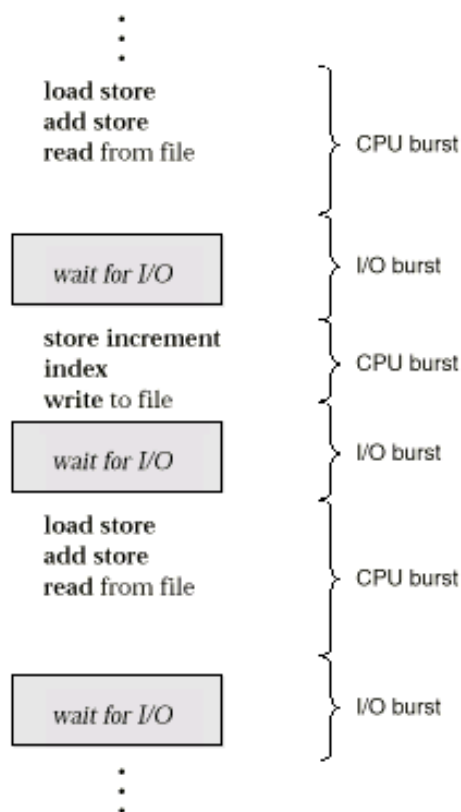 load store
add store
read from file
CPU burst
wait for I/O
I/O burst
store increment
index
write to file
CPU burst
wait for I/O
I/O burst
load store
add store
read from file
CPU burst
wait for I/O
I/O burst